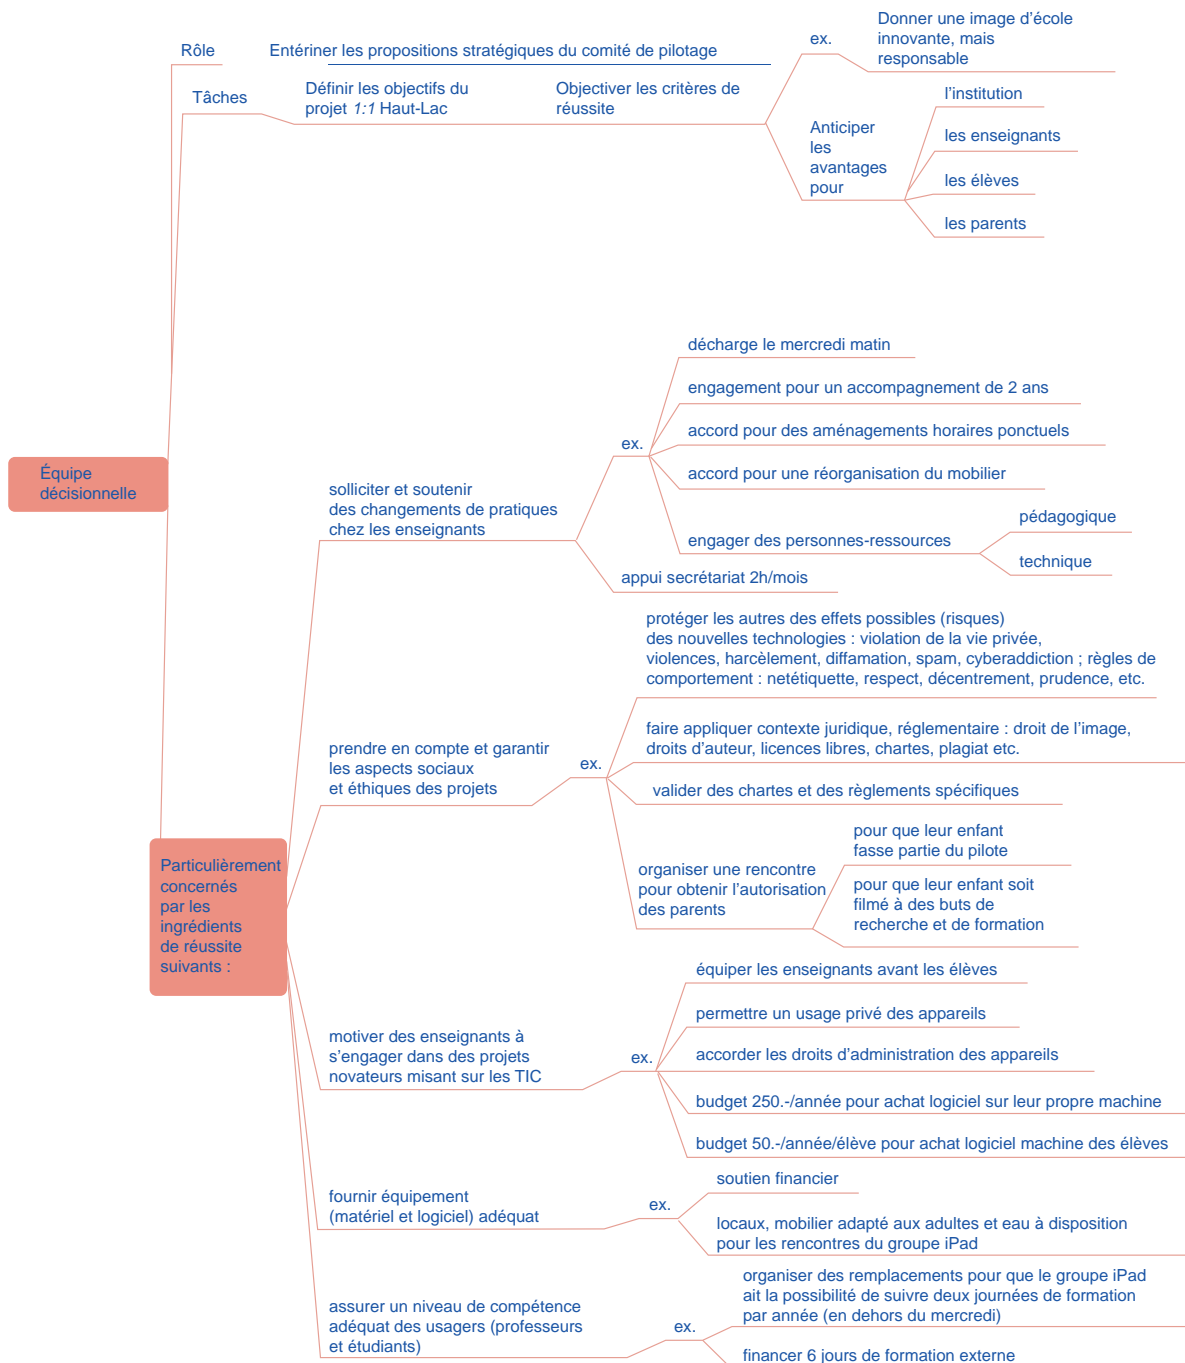 Rôle
Entériner les propositions stratégiques du comité de pilotage
ex.
Donner une image d'école
innovante, mais
responsable
Tâches
Définir les objectifs du
projet 1:1 Haut-Lac
Objectiver les critères de
réussite
Anticiper
les
avantages
pour
l'institution
les enseignants
les élèves
les parents
Équipe
décisionnelle
solliciter et soutenir
des changements de pratiques
chez les enseignants
ex.
décharge le mercredi matin
engagement pour un accompagnement de 2 ans
accord pour des aménagements horaires ponctuels
accord pour une réorganisation du mobilier
engager des personnes-ressources
pédagogique
technique
appui secrétariat 2h/mois
Particulièrement
concernés
par les
ingrédients
de réussite
suivants :
prendre en compte et garantir
les aspects sociaux
et éthiques des projets
ex.
protéger les autres des effets possibles (risques)
des nouvelles technologies : violation de la vie privée,
violences, harcèlement, diffamation, spam, cyberaddiction ; règles de
comportement : netétiquette, respect, décentrement, prudence, etc.
faire appliquer contexte juridique, réglementaire : droit de l'image,
droits d'auteur, licences libres, chartes, plagiat etc.
valider des chartes et des règlements spécifiques
organiser une rencontre
pour obtenir l'autorisation
des parents
pour que leur enfant
fasse partie du pilote
pour que leur enfant soit
filmé à des buts de
recherche et de formation
motiver des enseignants à
s'engager dans des projets
novateurs misant sur les TIC
ex.
équiper les enseignants avant les élèves
permettre un usage privé des appareils
accorder les droits d'administration des appareils
budget 250.-/année pour achat logiciel sur leur propre machine
budget 50.-/année/élève pour achat logiciel machine des élèves
fournir équipement
(matériel et logiciel) adéquat
ex.
soutien financier
locaux, mobilier adapté aux adultes et eau à disposition
pour les rencontres du groupe iPad
assurer un niveau de compétence
adéquat des usagers (professeurs
et étudiants)
ex.
organiser des remplacements pour que le groupe iPad
ait la possibilité de suivre deux journées de formation
par année (en dehors du mercredi)
financer 6 jours de formation externe